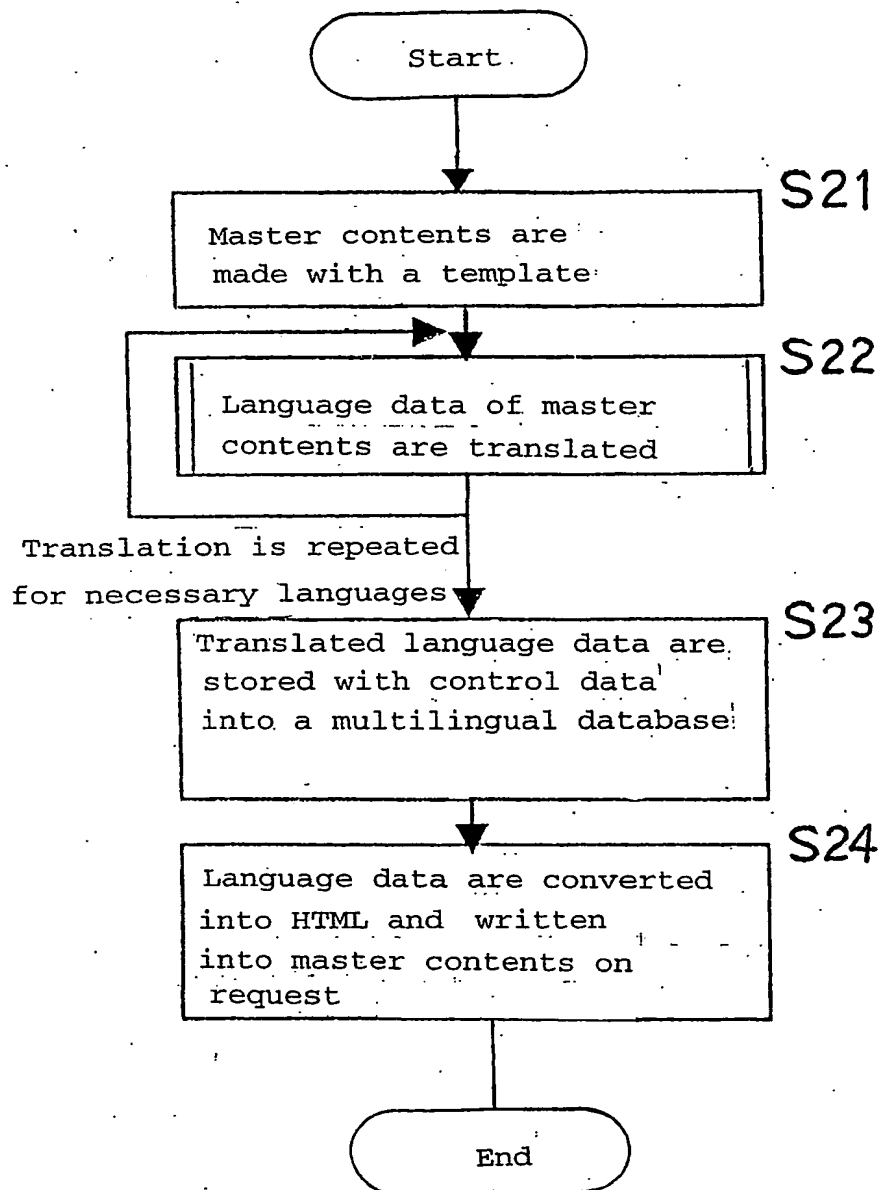 Start
S21
Master contents are
made with a template
S22
Language data of master
contents are translated
Translation is repeated
for necessary languages
S23
Translated language data are
stored with control data
into a multilingual database
S24
Language data are converted
into HTML and written
into master contents on
request
End